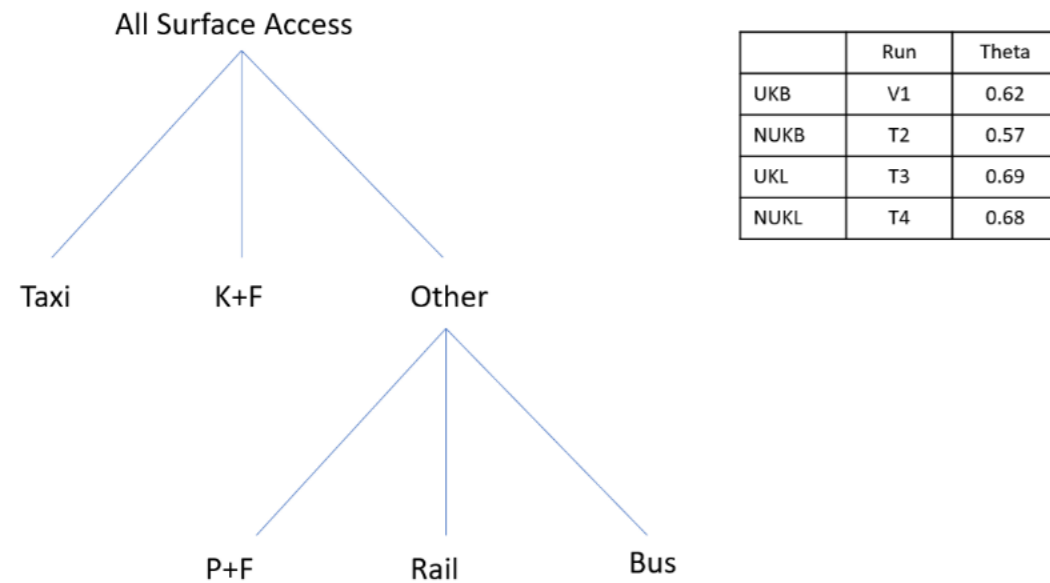 All Surface Access
Taxi
K+F
Other
P+F
Rail
Bus
Run Theta
UKB V1 0.62
NUKB T2 0.57
UKL T3 0.69
NUKL T4 0.68